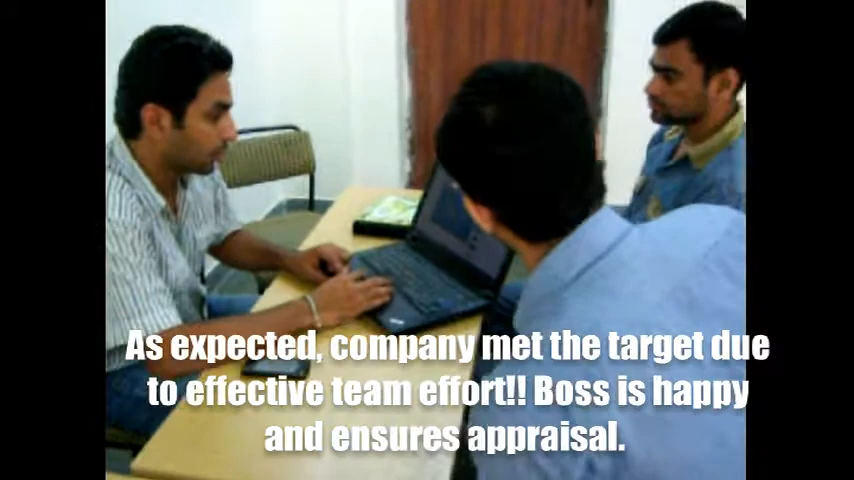 As expected, company met the target due
to effective team effort!! Boss is happy
and ensures appraisal.